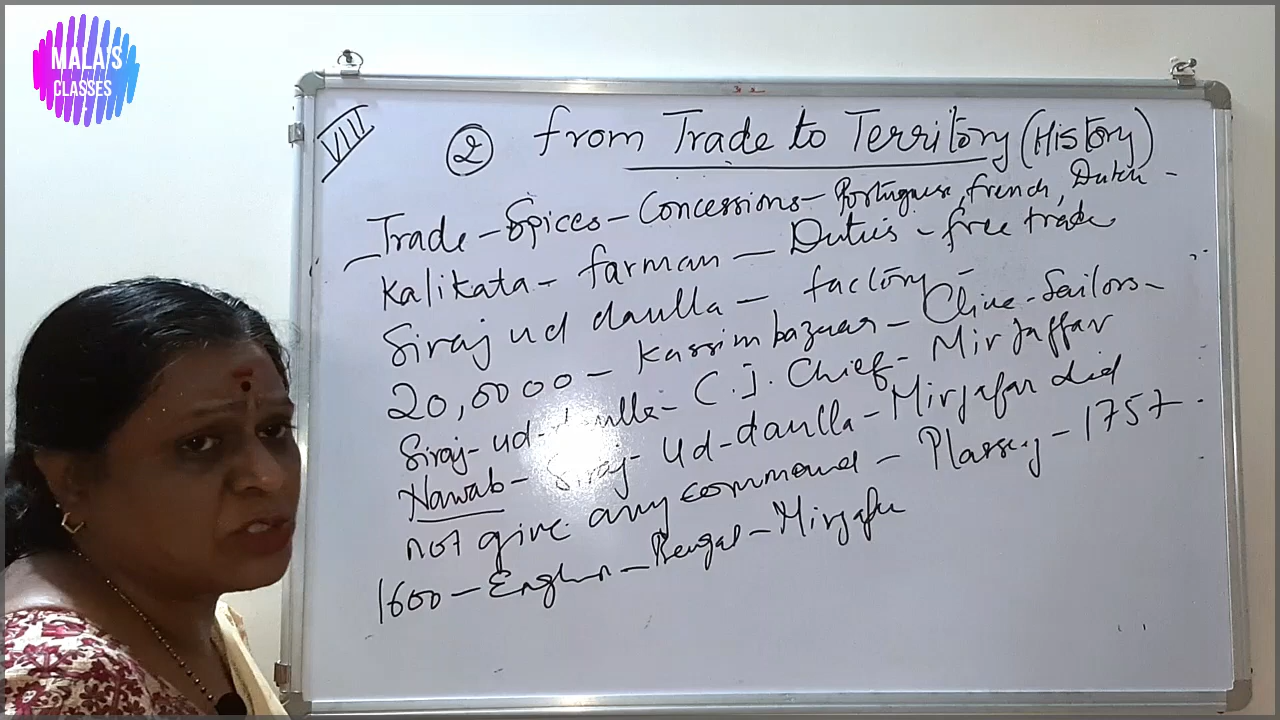 MALA'S
CLASSES
VIII
② from Trade to Territory (History)
Trade - Spices - Concessions - Portuguese, french, Dutch -
Kalikata - farman - Duties - free trade
Siraj ud daulla - factory -
20,0000 - Kassim bazaar - Clive - Sailors -
Siraj-ud-daulla - C.I. Chief - Mir Jaffar
Nawab - Siraj-Ud-daulla - Mirjafar did
not give any command - Plassey - 1757
1600 - - Bengal - Mirjafar